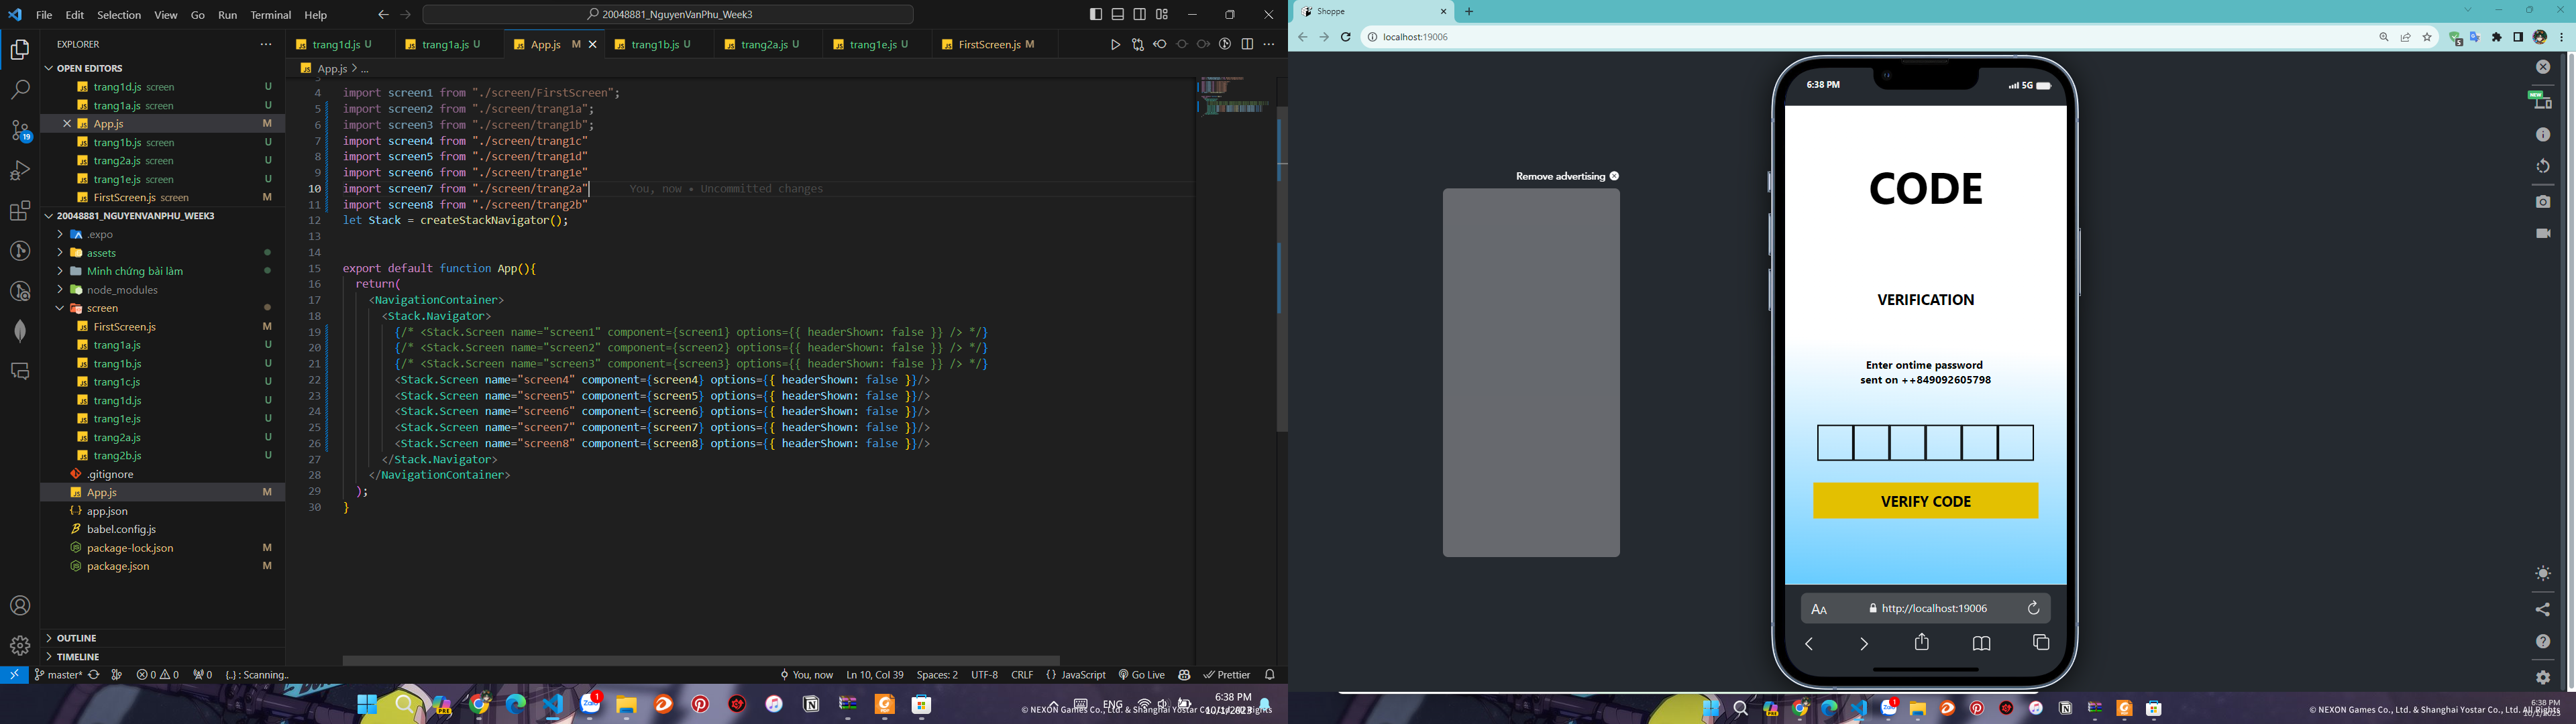 File Edit Selection View Go Run Terminal Help
20048881_NguyenVanPhu_Week3
EXPLORER
OPEN EDITORS
trang1d.js screen U
trang1a.js screen U
App.js M
trang1b.js screen U
trang2a.js screen U
trang1e.js screen U
FirstScreen.js screen M
20048881_NGUYENVANPHU_WEEK3
.expo
assets
Minh chứng bài làm
node_modules
screen
FirstScreen.js M
trang1a.js U
trang1b.js U
trang1c.js U
trang1d.js U
trang1e.js U
trang2a.js U
trang2b.js U
.gitignore
App.js M
app.json
babel.config.js
package-lock.json M
package.json M
OUTLINE
TIMELINE
trang1d.js U trang1a.js U App.js M trang1b.js U trang2a.js U trang1e.js U FirstScreen.js M
App.js > ...
4 import screen1 from "./screen/FirstScreen";
5 import screen2 from "./screen/trang1a";
6 import screen3 from "./screen/trang1b";
7 import screen4 from "./screen/trang1c"
8 import screen5 from "./screen/trang1d"
9 import screen6 from "./screen/trang1e"
10 import screen7 from "./screen/trang2a" You, now • Uncommitted changes
11 import screen8 from "./screen/trang2b"
12 let Stack = createStackNavigator();
13
14
15 export default function App(){
16 return(
17 <NavigationContainer>
18 <Stack.Navigator>
19 {/* <Stack.Screen name="screen1" component={screen1} options={{ headerShown: false }} /> */}
20 {/* <Stack.Screen name="screen2" component={screen2} options={{ headerShown: false }} /> */}
21 {/* <Stack.Screen name="screen3" component={screen3} options={{ headerShown: false }} /> */}
22 <Stack.Screen name="screen4" component={screen4} options={{ headerShown: false }}/>
23 <Stack.Screen name="screen5" component={screen5} options={{ headerShown: false }}/>
24 <Stack.Screen name="screen6" component={screen6} options={{ headerShown: false }}/>
25 <Stack.Screen name="screen7" component={screen7} options={{ headerShown: false }}/>
26 <Stack.Screen name="screen8" component={screen8} options={{ headerShown: false }}/>
27 </Stack.Navigator>
28 </NavigationContainer>
29 );
30 }
19
master* 0 0 0 {..} : Scanning.. You, now Ln 10, Col 39 Spaces: 2 UTF-8 CRLF {} JavaScript Go Live Prettier
PRE 1 ENG 6:38 PM
10/1/2023
© NEXON Games Co., Ltd. & Shanghai Yostar Co., Ltd. All Rights
Shoppe
localhost:19006
Remove advertising
6:38 PM 5G
CODE
VERIFICATION
Enter ontime password
sent on ++849092605798
VERIFY CODE
AA http://localhost:19006
NEW
6:38 PM
© NEXON Games Co., Ltd. & Shanghai Yostar Co., Ltd. All Rights